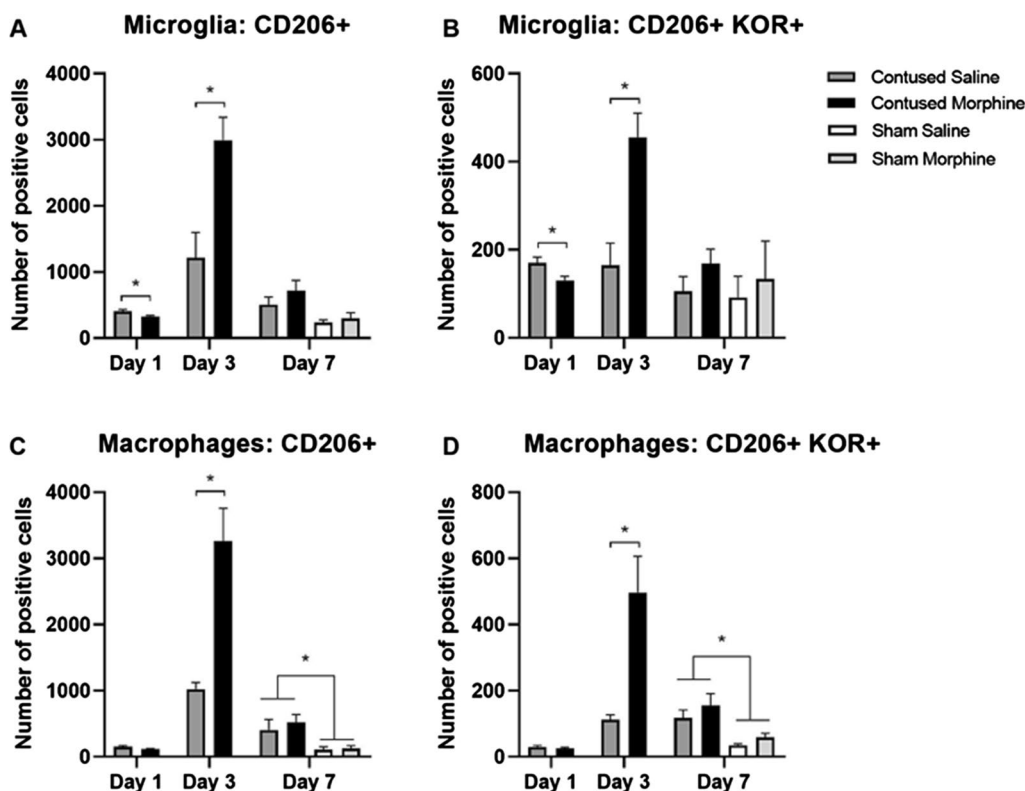 A
Microglia: CD206+
Number of positive cells
4000
3000
2000
1000
0
*
*
Day 1
Day 3
Day 7
B
Microglia: CD206+ KOR+
Number of positive cells
600
400
200
0
*
*
Day 1
Day 3
Day 7
Contused Saline
Contused Morphine
Sham Saline
Sham Morphine
C
Macrophages: CD206+
Number of positive cells
4000
3000
2000
1000
0
*
*
Day 1
Day 3
Day 7
D
Macrophages: CD206+ KOR+
Number of positive cells
800
600
400
200
0
*
*
Day 1
Day 3
Day 7